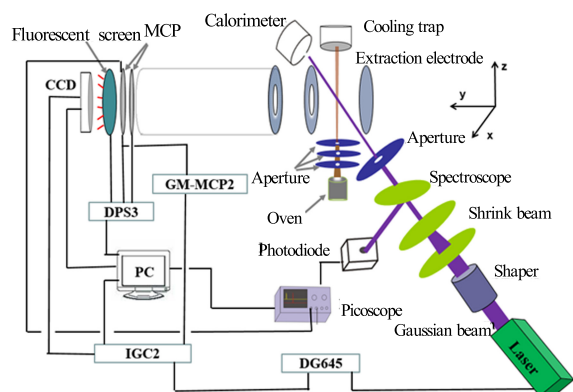 Calorimeter
Cooling trap
Fluorescent screen
MCP
Extraction electrode
CCD
z
y
x
Aperture
Spectroscope
Aperture
GM-MCP2
Shrink beam
DPS3
Oven
Photodiode
PC
Shaper
Picoscope
Gaussian beam
IGC2
DG645
Laser